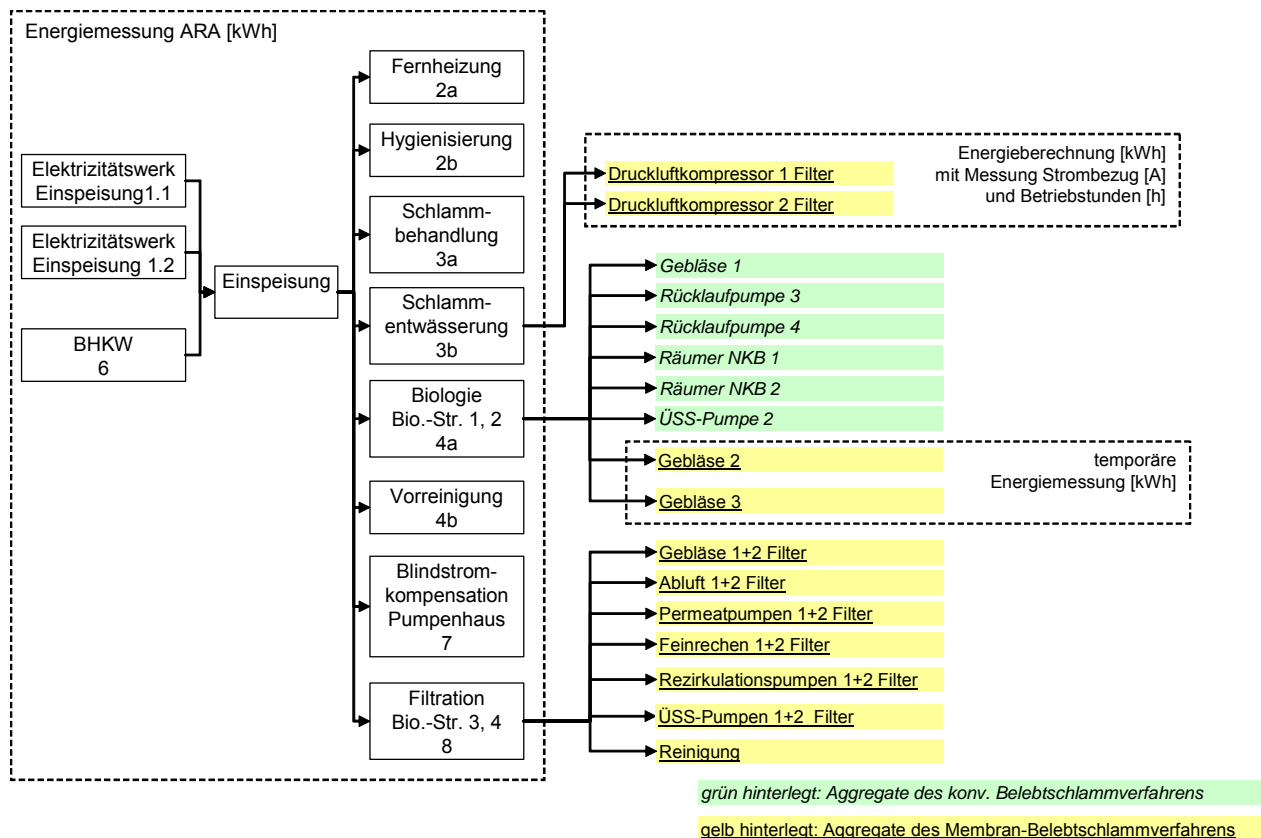 Energiemessung ARA [kWh]
Elektrizitätswerk
Einspeisung1.1
Elektrizitätswerk
Einspeisung 1.2
BHKW
6
Einspeisung
Fernheizung
2a
Hygienisierung
2b
Schlamm-
behandlung
3a
Schlamm-
entwässerung
3b
Biologie
Bio.-Str. 1, 2
4a
Vorreinigung
4b
Blindstrom-
kompensation
Pumpenhaus
7
Filtration
Bio.-Str. 3, 4
8
Energieberechnung [kWh]
mit Messung Strombezug [A]
und Betriebstunden [h]
Druckluftkompressor 1 Filter
Druckluftkompressor 2 Filter
Gebläse 1
Rücklaufpumpe 3
Rücklaufpumpe 4
Räumer NKB 1
Räumer NKB 2
ÜSS-Pumpe 2
Gebläse 2
Gebläse 3
temporäre
Energiemessung [kWh]
Gebläse 1+2 Filter
Abluft 1+2 Filter
Permeatpumpen 1+2 Filter
Feinrechen 1+2 Filter
Rezirkulationspumpen 1+2 Filter
ÜSS-Pumpen 1+2 Filter
Reinigung
grün hinterlegt: Aggregate des konv. Belebtschlammverfahrens
gelb hinterlegt: Aggregate des Membran-Belebtschlammverfahrens